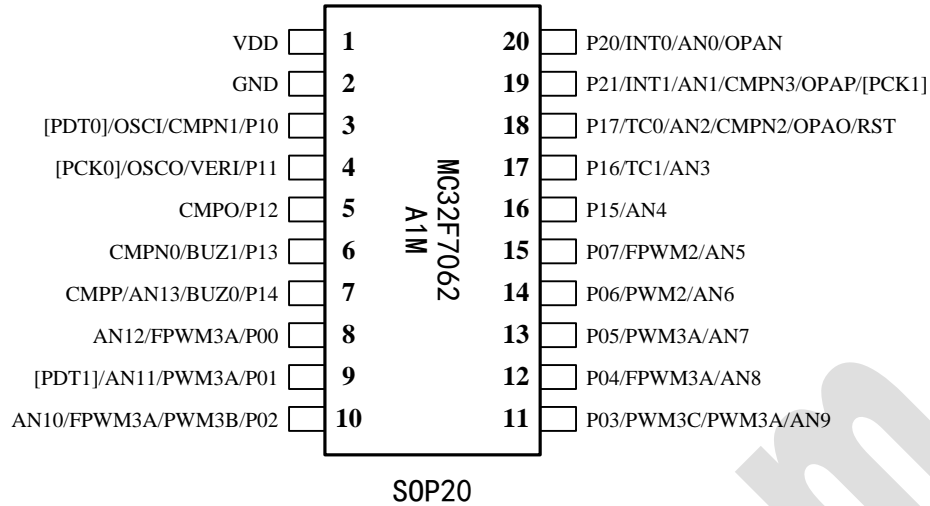 VDD 1 20 P20/INT0/AN0/OPAN
GND 2 19 P21/INT1/AN1/CMPN3/OPAP/[PCK1]
[PDT0]/OSCI/CMPN1/P10 3 18 P17/TC0/AN2/CMPN2/OPAO/RST
[PCK0]/OSCO/VERI/P11 4 17 P16/TC1/AN3
CMPO/P12 5 16 P15/AN4
CMPN0/BUZ1/P13 6 15 P07/FPWM2/AN5
CMPP/AN13/BUZ0/P14 7 14 P06/PWM2/AN6
AN12/FPWM3A/P00 8 13 P05/PWM3A/AN7
[PDT1]/AN11/PWM3A/P01 9 12 P04/FPWM3A/AN8
AN10/FPWM3A/PWM3B/P02 10 11 P03/PWM3C/PWM3A/AN9
MC32F7062
A1M
SOP20
m